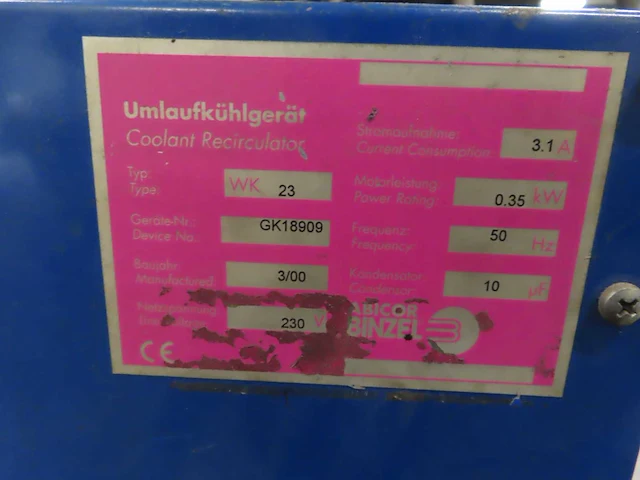 Umlaufkühlgerät
Coolant Recirculator
Typ:
Type: WK 23
Geräte-Nr.:
Device No.: GK18909
Baujahr:
Manufactured: 3/00
Netzspannung
230 V
CE
Stromaufnahme:
Current Consumption: 3.1 A
Motorleistung:
Power Rating: 0.35 kW
Frequenz:
Frequency: 50 Hz
Kondensator:
Condensor: 10 µF
ABICOR
BINZEL